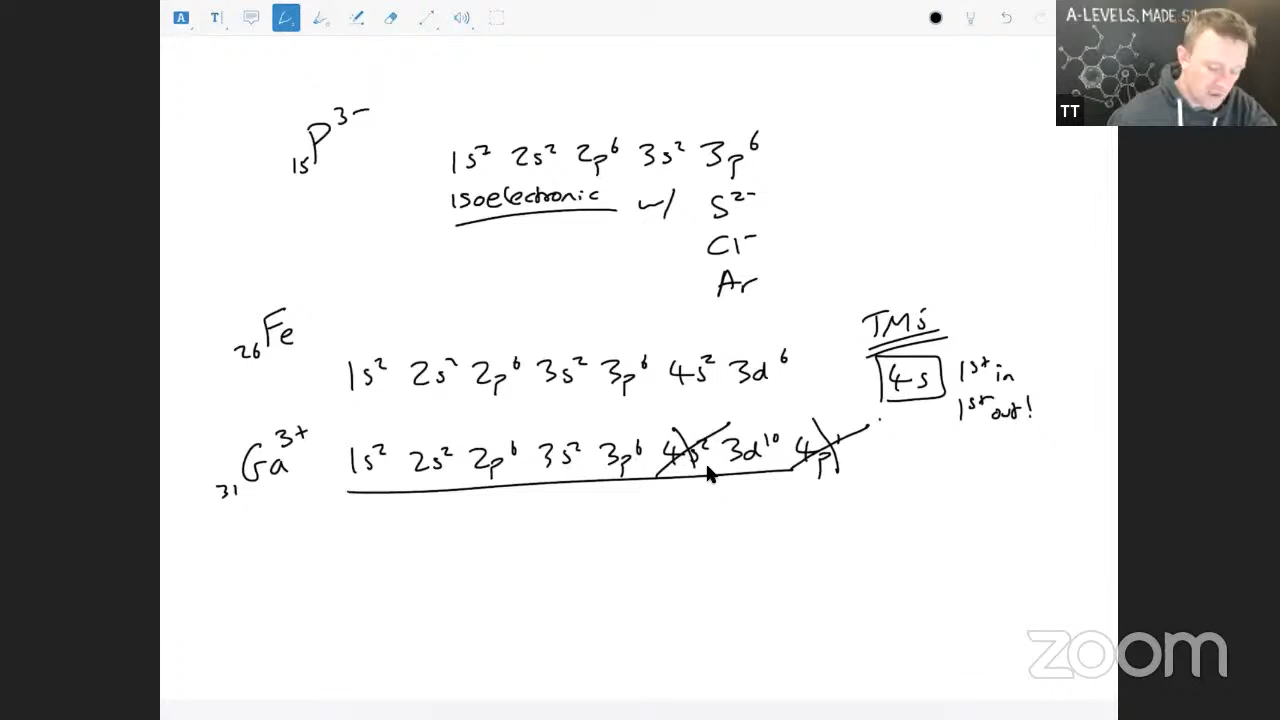 A-LEVELS, MADE SI
TT
15P³⁻
1s² 2s² 2p⁶ 3s² 3p⁶
isoelectronic w/ S²⁻
Cl⁻
Ar
26Fe
1s² 2s² 2p⁶ 3s² 3p⁶ 4s² 3d⁶
TMs
4s 1st in
1st out!
31Ga³⁺
1s² 2s² 2p⁶ 3s² 3p⁶ 4s² 3d¹⁰ 4p¹
zoom